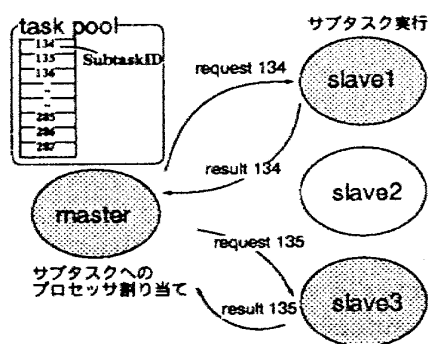 task pool
サブタスク実行
134
135
136
SubtaskID
285
286
287
request 134
slave1
result 134
slave2
master
request 135
サブタスクへの
プロセッサ割り当て
result 135
slave3